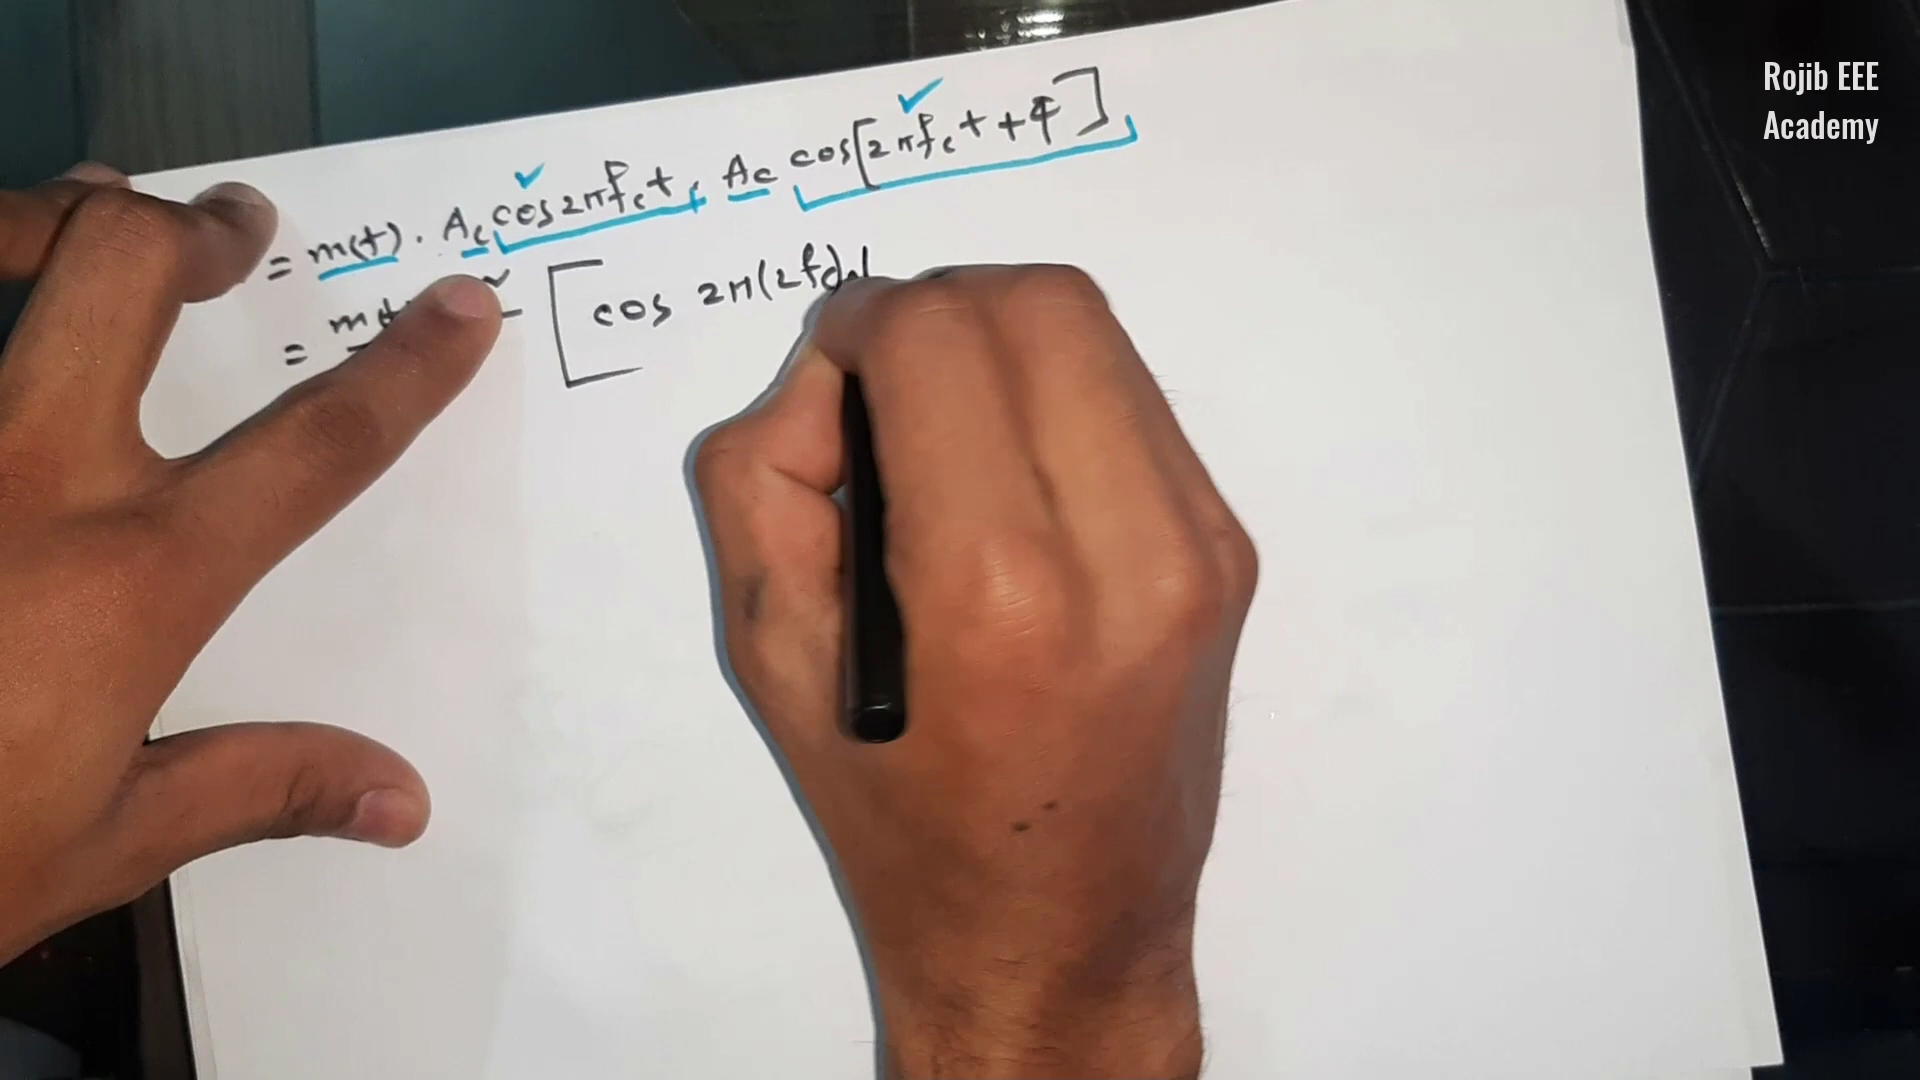 = m(t) . Ac cos 2πfct . Ac cos[2πfct + φ]
= m(t
[cos 2π(2fc)
Rojib EEE
Academy